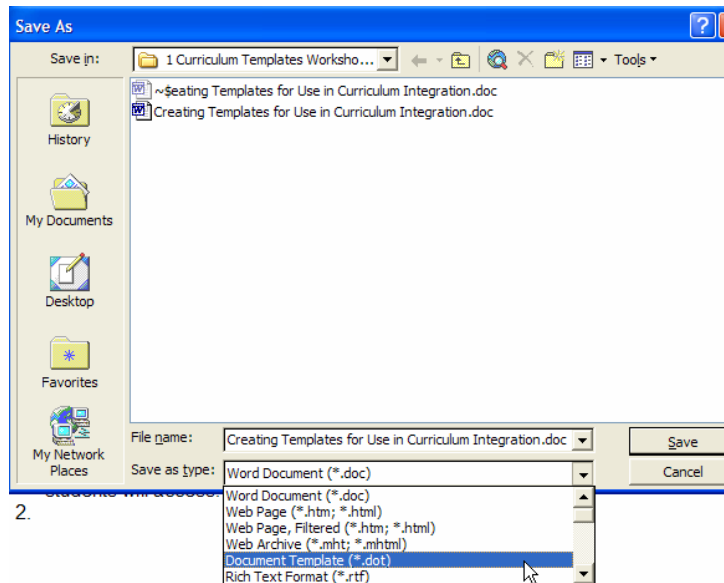 Save As
Save in:
1 Curriculum Templates Worksho...
Tools
~$eating Templates for Use in Curriculum Integration.doc
Creating Templates for Use in Curriculum Integration.doc
History
My Documents
Desktop
Favorites
My Network
Places
File name:
Creating Templates for Use in Curriculum Integration.doc
Save
Save as type:
Word Document (*.doc)
Cancel
students will access.
2.
Word Document (*.doc)
Web Page (*.htm; *.html)
Web Page, Filtered (*.htm; *.html)
Web Archive (*.mht; *.mhtml)
Document Template (*.dot)
Rich Text Format (*.rtf)